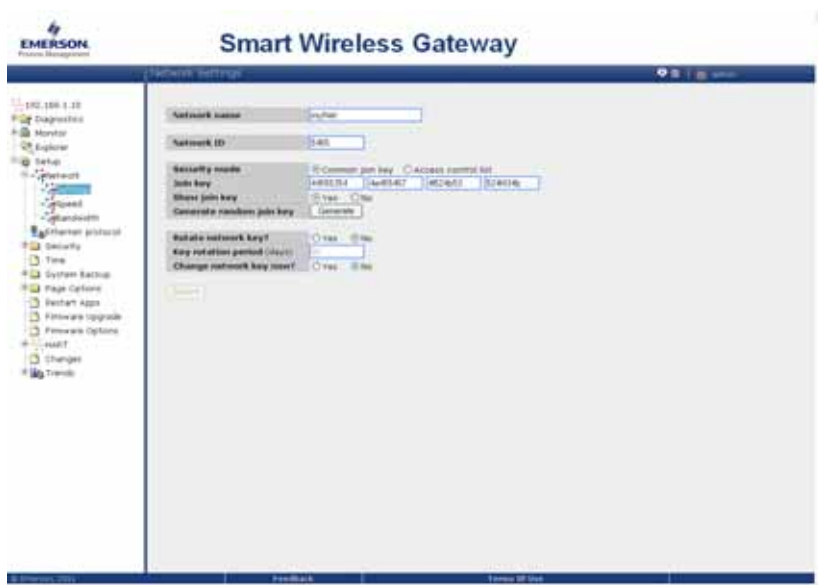 EMERSON
Process Management
Smart Wireless Gateway
Network Settings
admin
192.168.1.10
Diagnostics
Monitor
Explorer
Setup
Network
Speed
Bandwidth
Ethernet protocol
Security
Time
System Backup
Page Options
Restart Apps
Firmware Upgrade
Firmware Options
HART
Changes
Trends
Network name myNet
Network ID
Security mode Common join key Access control list
Join key
Show join key Yes No
Generate random join key Generate
Rotate network key? Yes No
Key rotation period (days)
Change network key now? Yes No
Submit
© Emerson, Feedback Terms Of Use